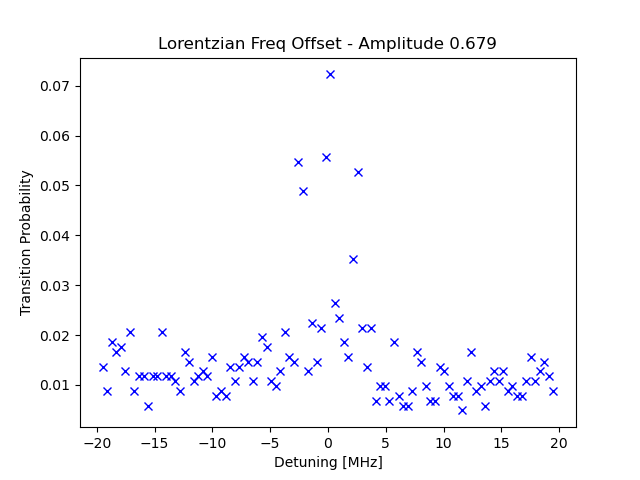 Lorentzian Freq Offset - Amplitude 0.679
Transition Probability
0.07
0.06
0.05
0.04
0.03
0.02
0.01
−20 −15 −10 −5 0 5 10 15 20
Detuning [MHz]